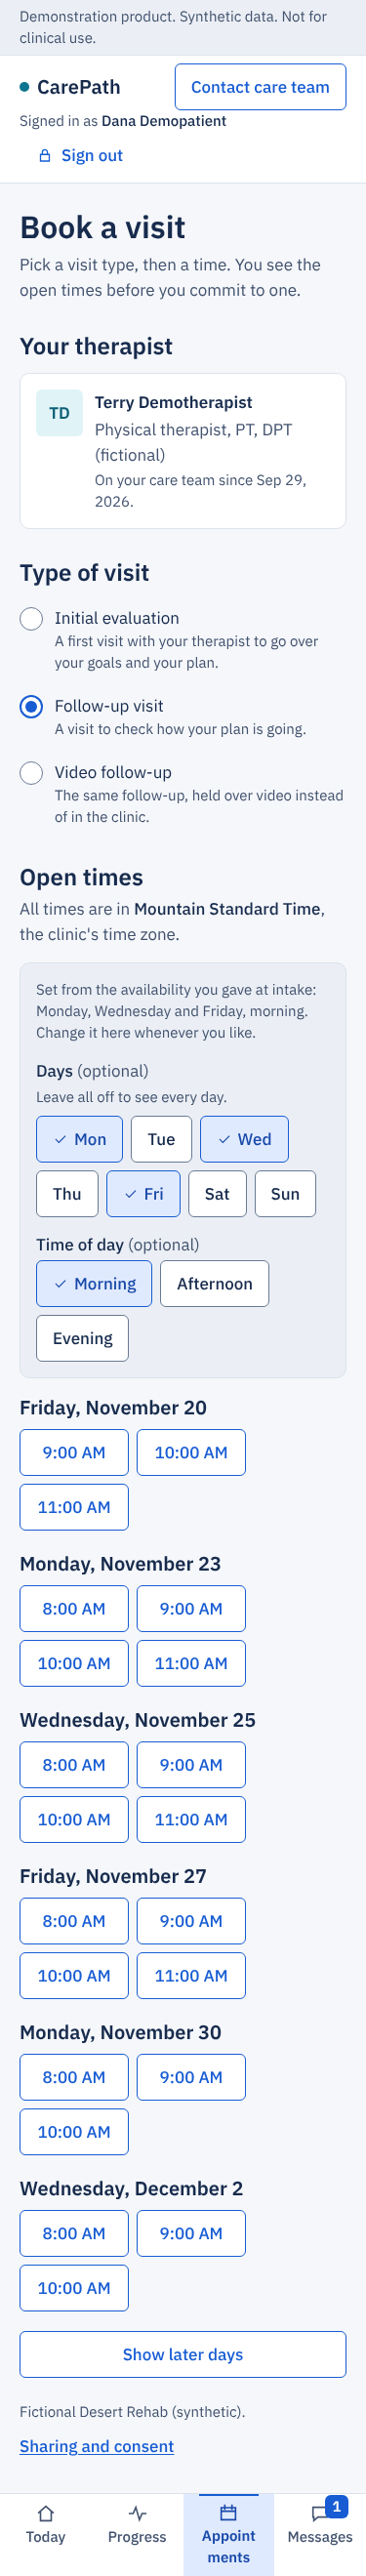 Demonstration product. Synthetic data. Not for
clinical use.
CarePath
Contact care team
Signed in as Dana Demopatient
Sign out
Book a visit
Pick a visit type, then a time. You see the
open times before you commit to one.
Your therapist
TD
Terry Demotherapist
Physical therapist, PT, DPT
(fictional)
On your care team since Sep 29,
2026.
Type of visit
Initial evaluation
A first visit with your therapist to go over
your goals and your plan.
Follow-up visit
A visit to check how your plan is going.
Video follow-up
The same follow-up, held over video instead
of in the clinic.
Open times
All times are in Mountain Standard Time,
the clinic's time zone.
Set from the availability you gave at intake:
Monday, Wednesday and Friday, morning.
Change it here whenever you like.
Days (optional)
Leave all off to see every day.
Mon Tue Wed
Thu Fri Sat Sun
Time of day (optional)
Morning Afternoon
Evening
Friday, November 20
9:00 AM 10:00 AM
11:00 AM
Monday, November 23
8:00 AM 9:00 AM
10:00 AM 11:00 AM
Wednesday, November 25
8:00 AM 9:00 AM
10:00 AM 11:00 AM
Friday, November 27
8:00 AM 9:00 AM
10:00 AM 11:00 AM
Monday, November 30
8:00 AM 9:00 AM
10:00 AM
Wednesday, December 2
8:00 AM 9:00 AM
10:00 AM
Show later days
Fictional Desert Rehab (synthetic).
Sharing and consent
Today
Progress
Appoint
ments
1
Messages